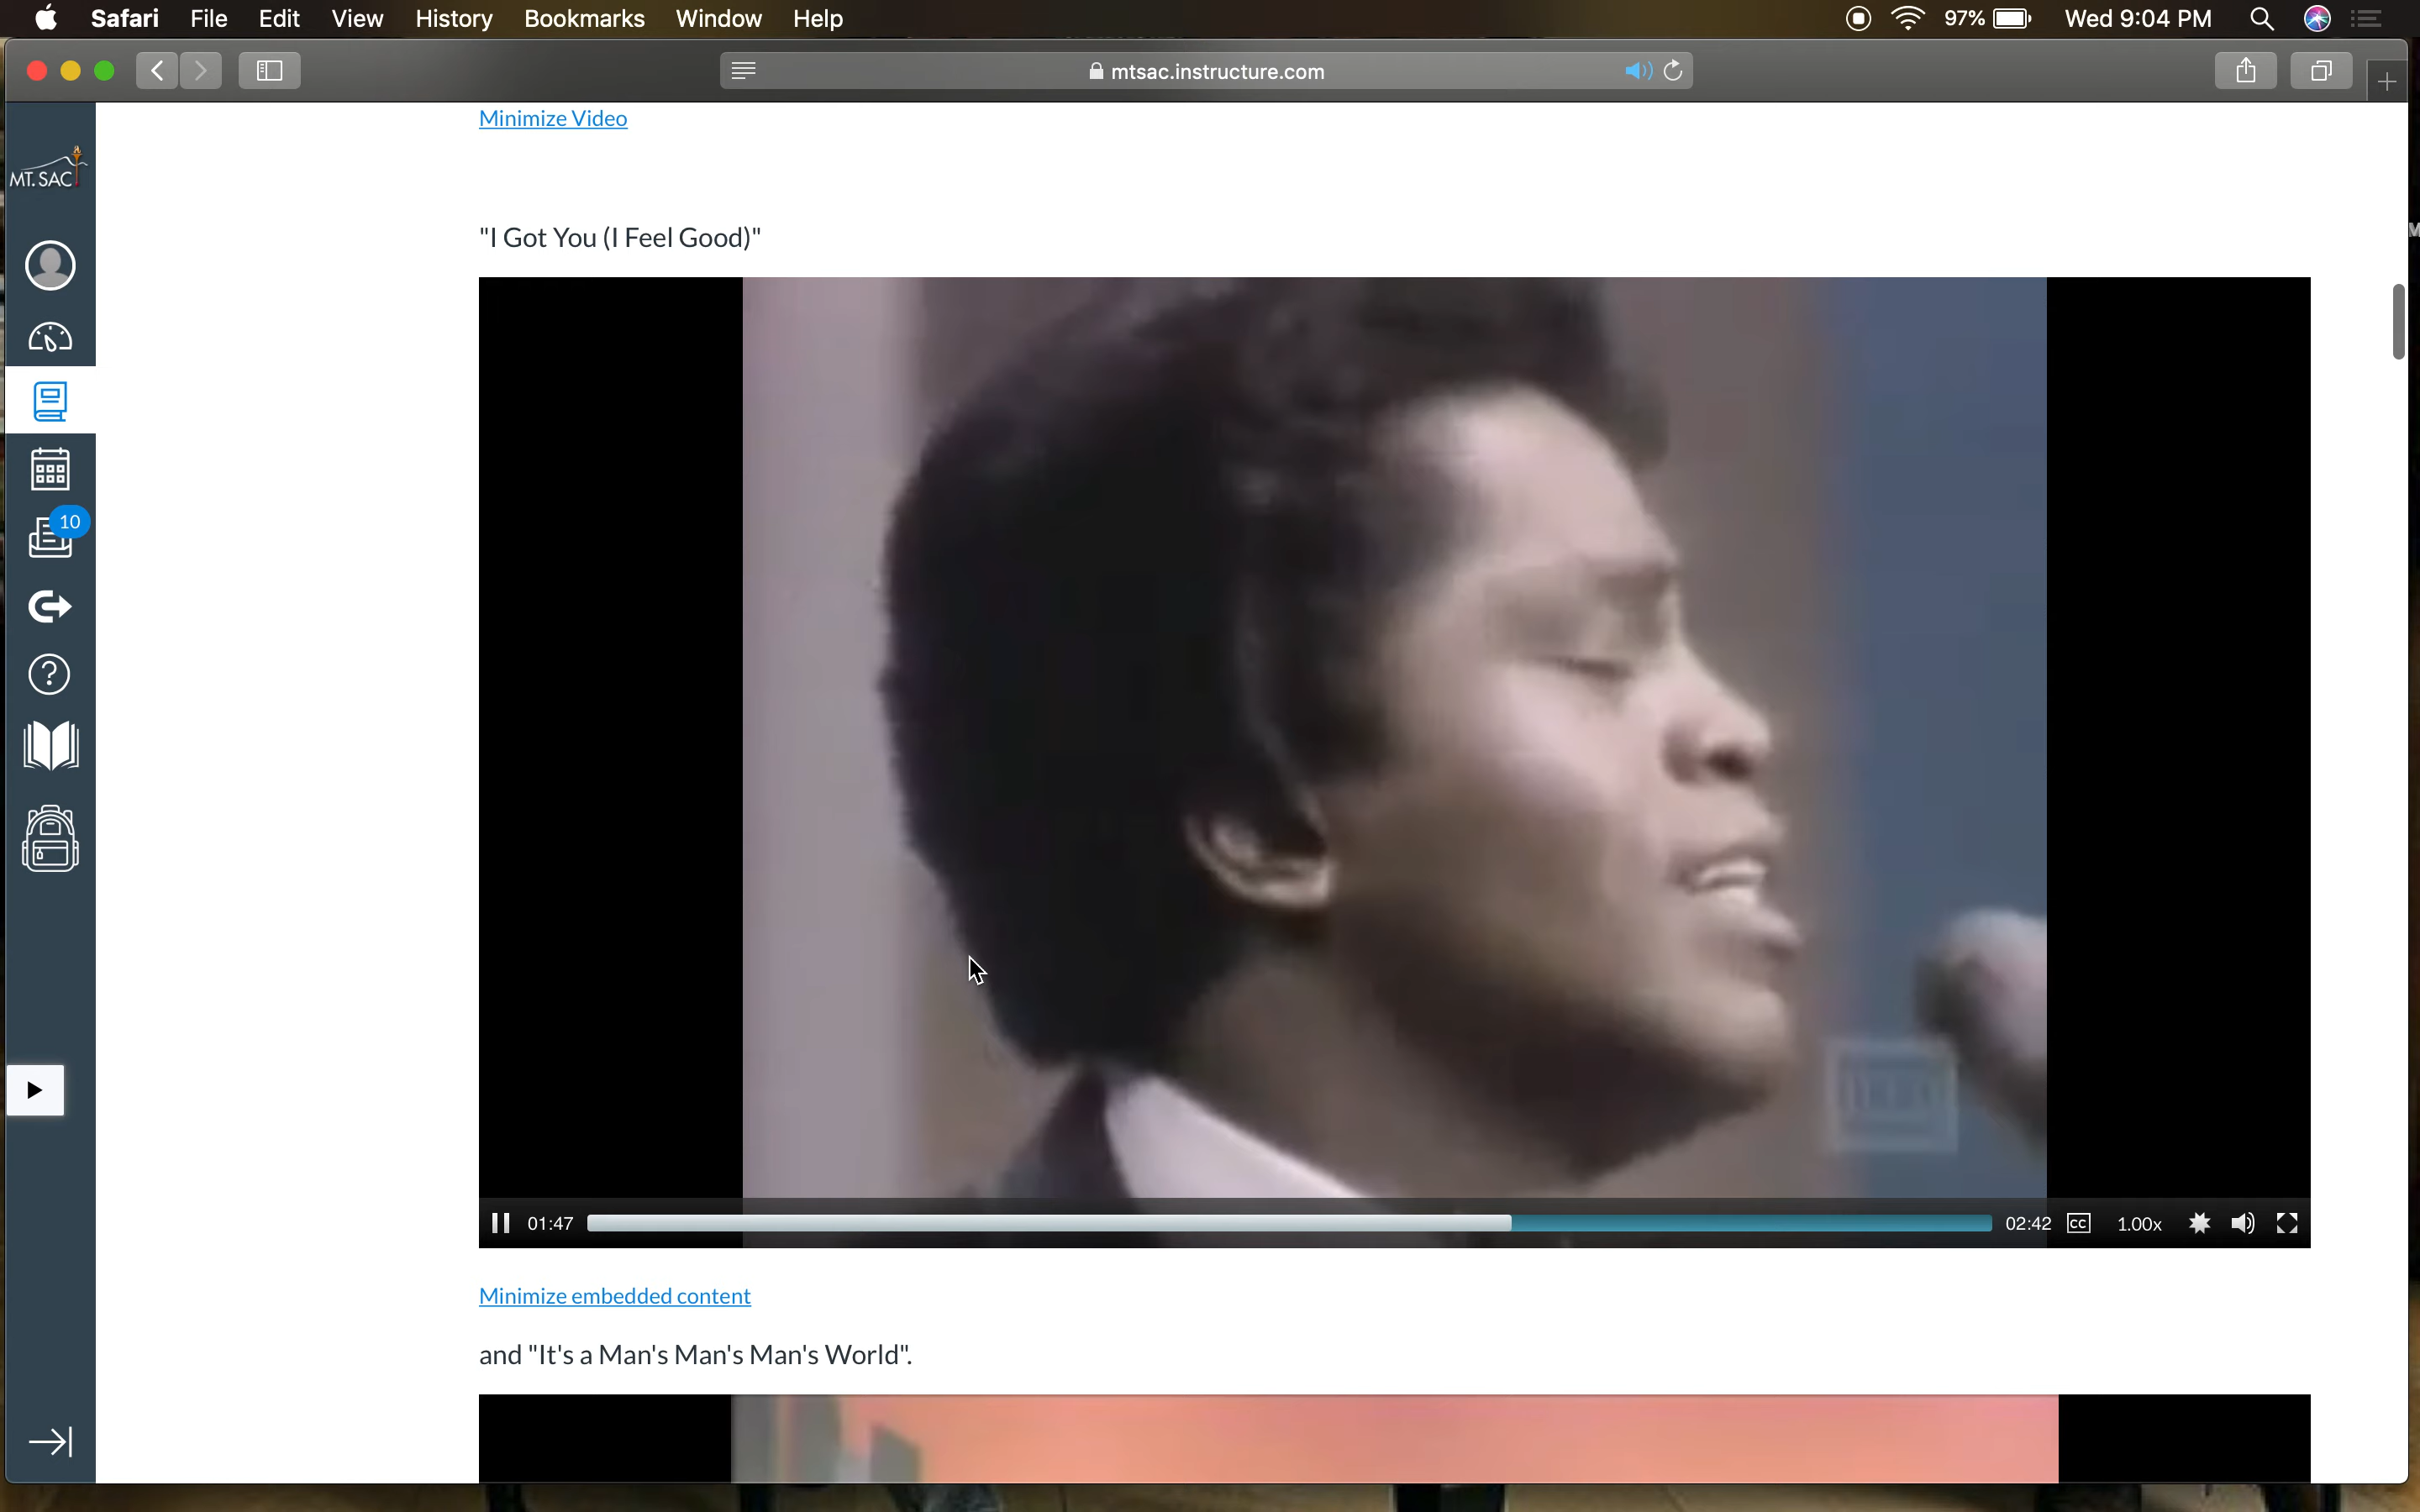 Safari File Edit View History Bookmarks Window Help 97% Wed 9:04 PM
mtsac.instructure.com
Minimize Video
MT. SAC
"I Got You (I Feel Good)"
10
01:47 02:42 CC 1.00x
Minimize embedded content
and "It's a Man's Man's Man's World".